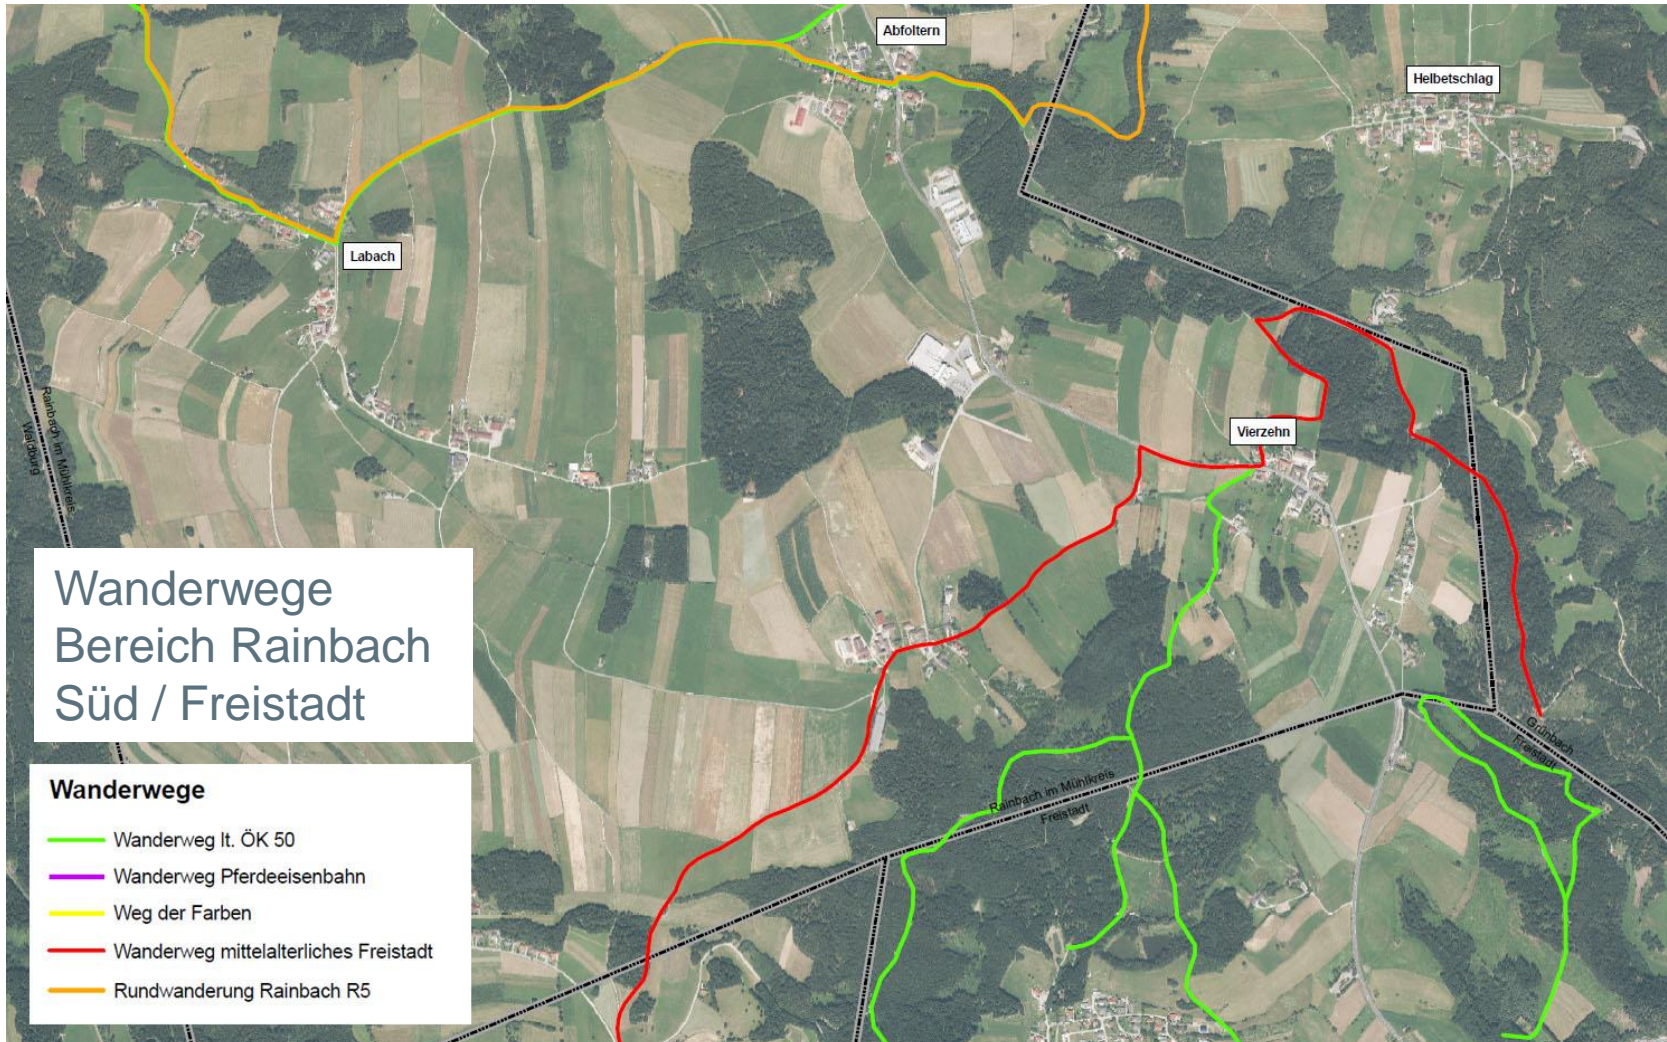 Abfoltern
Helbetschlag
Labach
Vierzehn
Rainbach im Mühlkreis
Waldburg
Wanderwege
Bereich Rainbach
Süd / Freistadt
Grünbach
Freistadt
Rainbach im Mühlkreis
Freistadt
Wanderwege
Wanderweg lt. ÖK 50
Wanderweg Pferdeeisenbahn
Weg der Farben
Wanderweg mittelalterliches Freistadt
Rundwanderung Rainbach R5